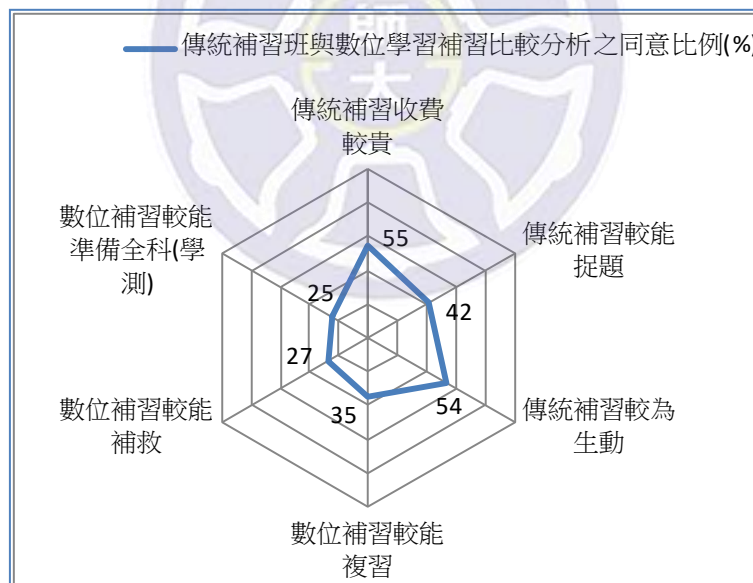 師
大
傳統補習班與數位學習補習比較分析之同意比例(%)
傳統補習收費
較貴
數位補習較能
準備全科(學
測)
傳統補習較能
捉題
55
25
42
27
54
35
數位補習較能
補救
傳統補習較為
生動
數位補習較能
複習